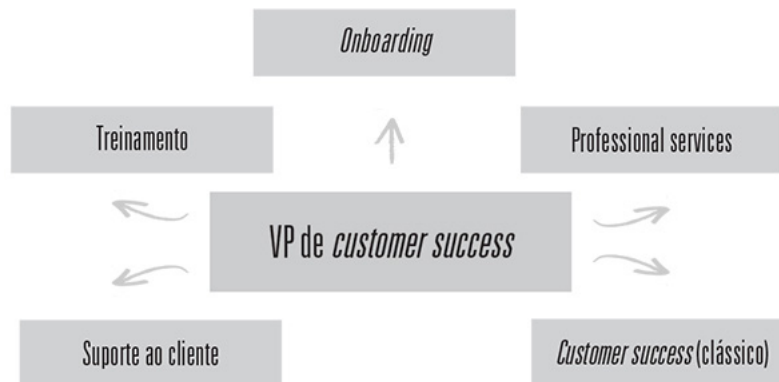 Onboarding
Treinamento
Professional services
VP de customer success
Suporte ao cliente
Customer success (clássico)